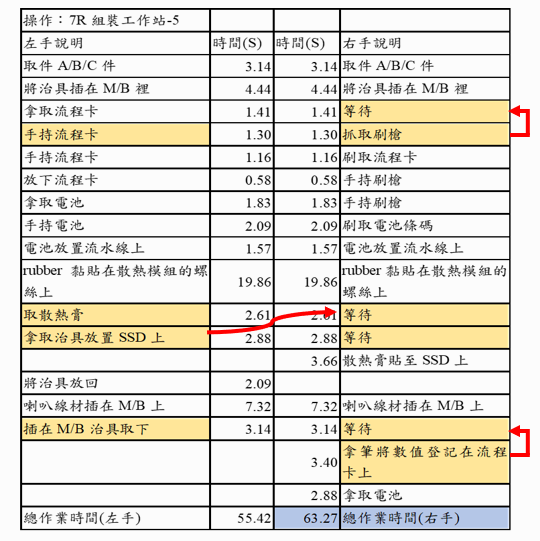 操作：7R 組裝工作站-5
左手說明 時間(S) 時間(S) 右手說明
取件 A/B/C 件 3.14 3.14 取件 A/B/C 件
將治具插在 M/B 裡 4.44 4.44 將治具插在 M/B 裡
拿取流程卡 1.41 1.41 等待
手持流程卡 1.30 1.30 抓取刷槍
手持流程卡 1.16 1.16 刷取流程卡
放下流程卡 0.58 0.58 手持刷槍
拿取電池 1.83 1.83 手持刷槍
手持電池 2.09 2.09 刷取電池條碼
電池放置流水線上 1.57 1.57 電池放置流水線上
rubber 黏貼在散熱模組的螺 rubber 黏貼在散熱模組的
絲上 19.86 19.86 螺絲上
取散熱膏 2.61 2.61 等待
拿取治具放置 SSD 上 2.88 2.88 等待
3.66 散熱膏貼至 SSD 上
將治具放回 2.09
喇叭線材插在 M/B 上 7.32 7.32 喇叭線材插在 M/B 上
插在 M/B 治具取下 3.14 3.14 等待
3.40 拿筆將數值登記在流程
卡上
2.88 拿取電池
總作業時間(左手) 55.42 63.27 總作業時間(右手)